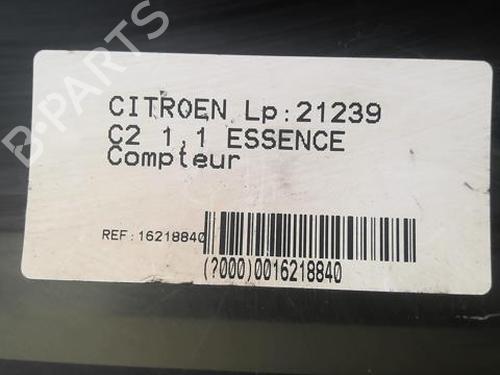 CITROEN Lp:21239
C2 1,1 ESSENCE
Compteur
REF:16218840
(?000)0016218840
B-PARTS